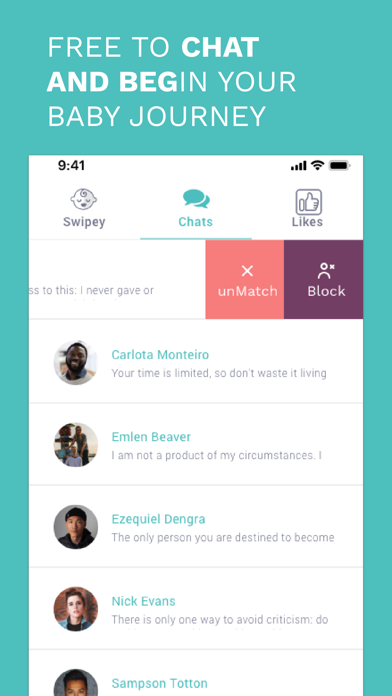 FREE TO CHAT
AND BEGIN YOUR
BABY JOURNEY
9:41
Swipey
Chats
Likes
ss to this: I never gave or
unMatch
Block
Carlota Monteiro
Your time is limited, so don't waste it living
Emlen Beaver
I am not a product of my circumstances. I
Ezequiel Dengra
The only person you are destined to become
Nick Evans
There is only one way to avoid criticism: do
Sampson Totton